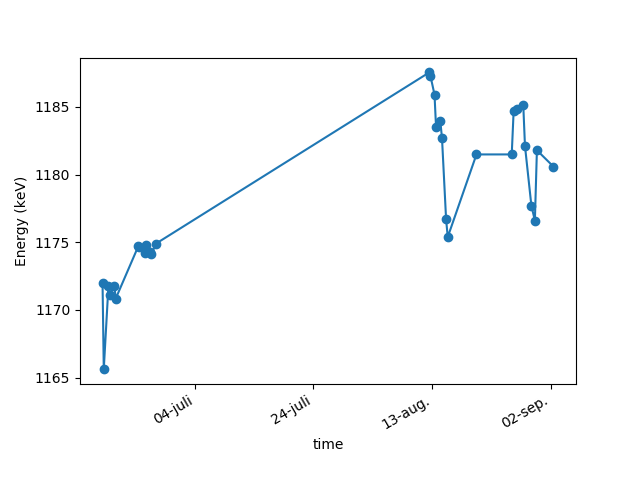 Energy (keV)
1185
1180
1175
1170
1165
04-juli
24-juli
13-aug.
02-sep.
time